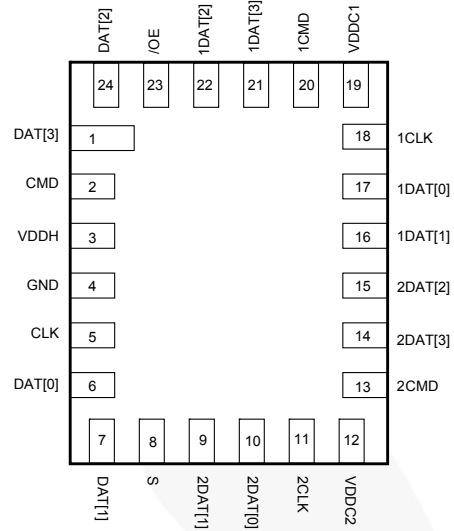 DAT[2] /OE 1DAT[2] 1DAT[3] 1CMD VDDC1
24 23 22 21 20 19
DAT[3] 1 18 1CLK
CMD 2 17 1DAT[0]
VDDH 3 16 1DAT[1]
GND 4 15 2DAT[2]
CLK 5 14 2DAT[3]
DAT[0] 6 13 2CMD
7 8 9 10 11 12
DAT[1] S 2DAT[1] 2DAT[0] 2CLK VDDC2